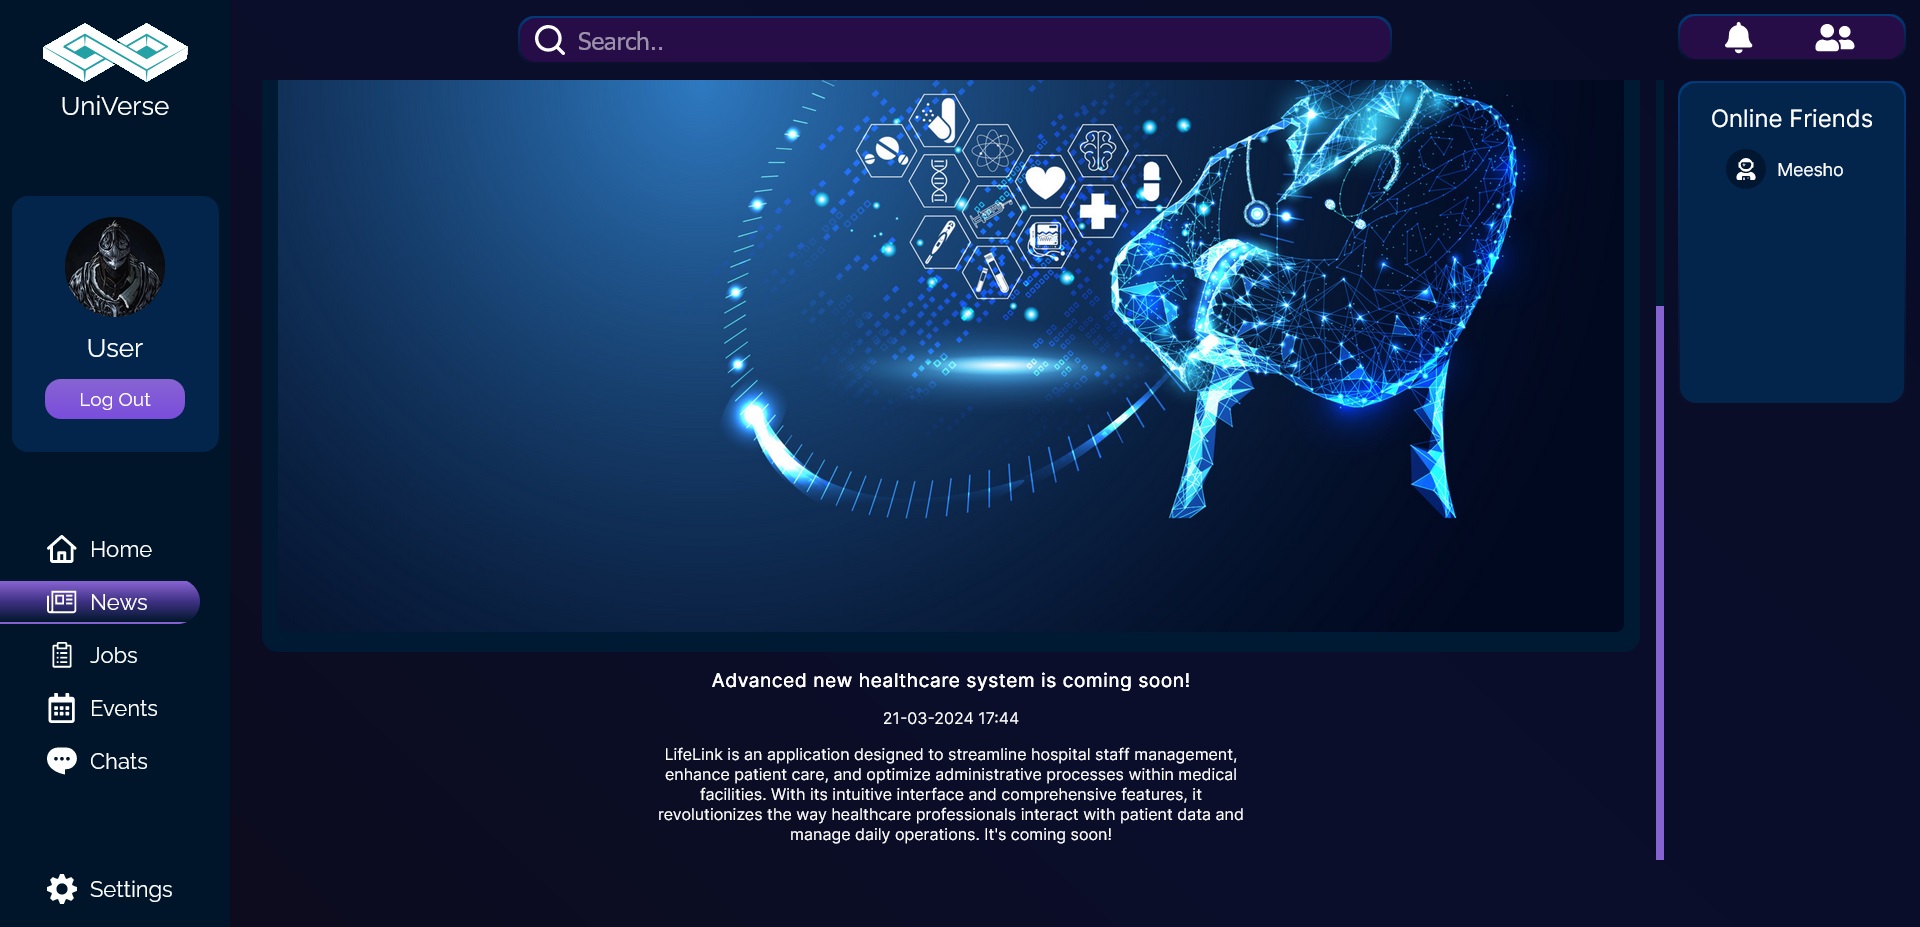 UniVerse
Search..
User
Log Out
Home
News
Jobs
Events
Chats
Settings
Advanced new healthcare system is coming soon!
21-03-2024 17:44
LifeLink is an application designed to streamline hospital staff management,
enhance patient care, and optimize administrative processes within medical
facilities. With its intuitive interface and comprehensive features, it
revolutionizes the way healthcare professionals interact with patient data and
manage daily operations. It's coming soon!
Online Friends
Meesho